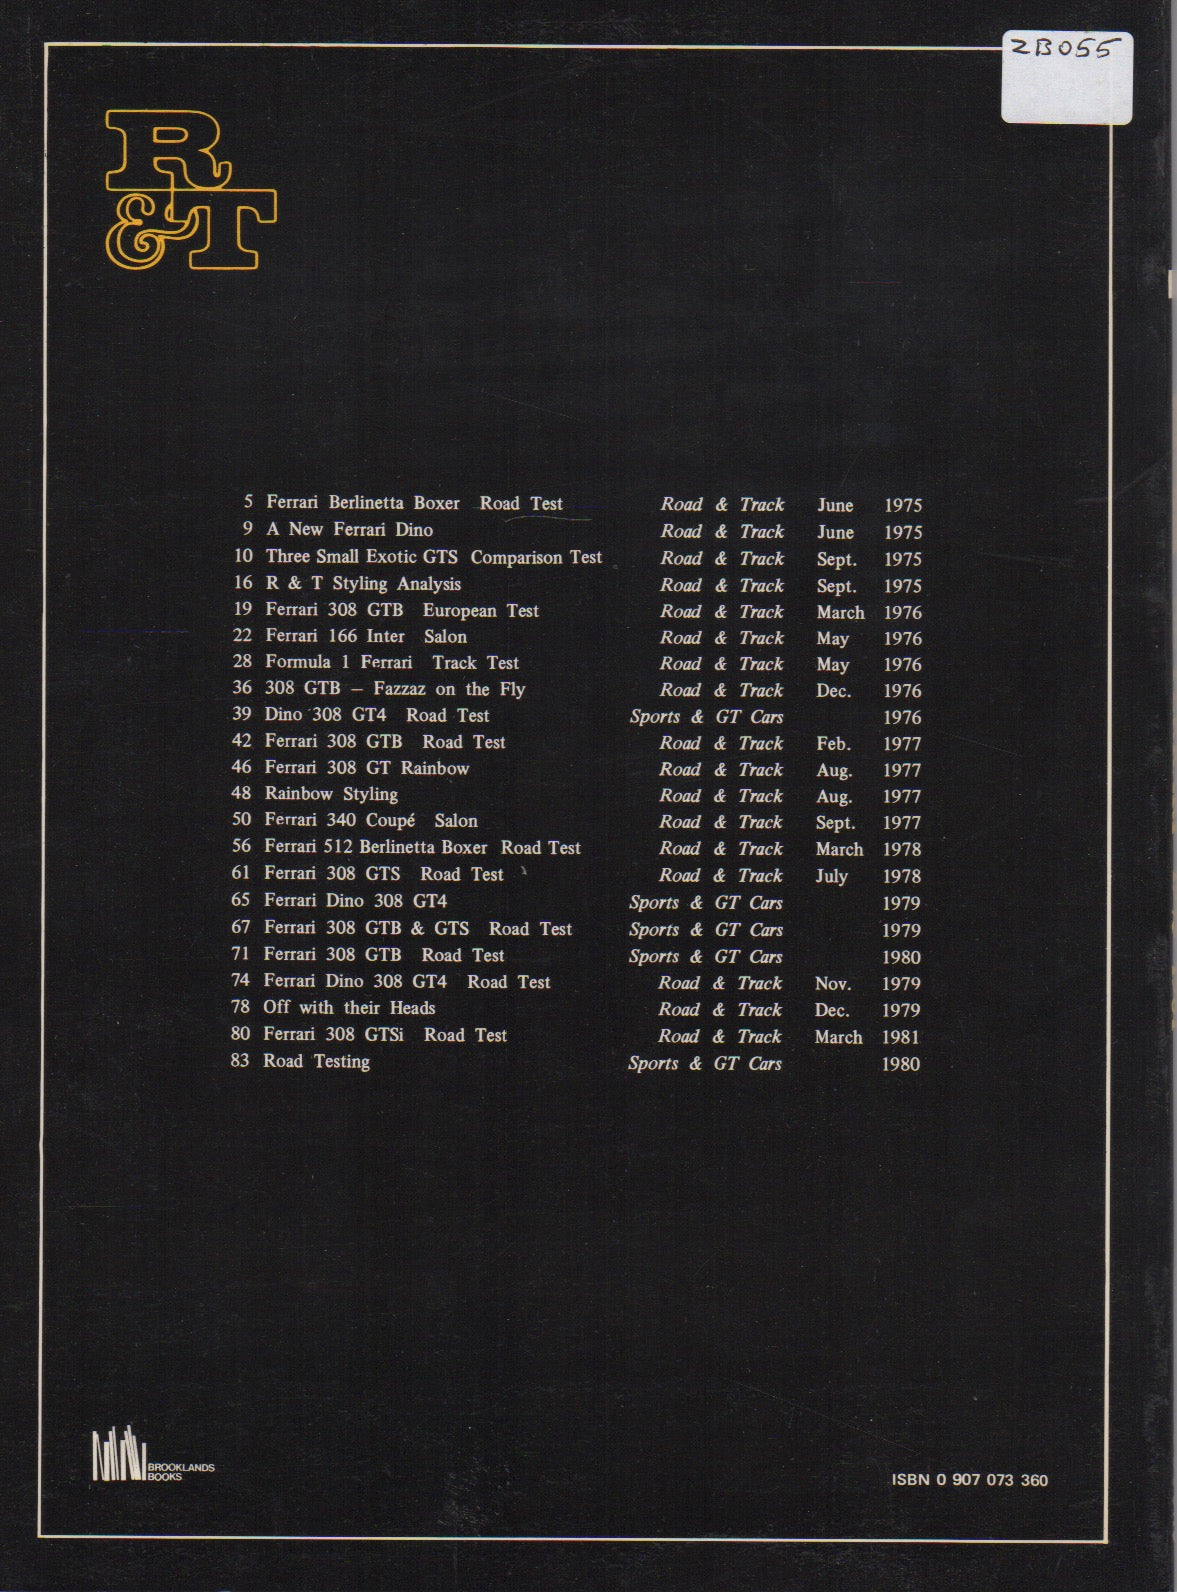 ZB055
R
&T
5 Ferrari Berlinetta Boxer Road Test Road & Track June 1975
9 A New Ferrari Dino Road & Track June 1975
10 Three Small Exotic GTS Comparison Test Road & Track Sept. 1975
16 R & T Styling Analysis Road & Track Sept. 1975
19 Ferrari 308 GTB European Test Road & Track March 1976
22 Ferrari 166 Inter Salon Road & Track May 1976
28 Formula 1 Ferrari Track Test Road & Track May 1976
36 308 GTB – Fazzaz on the Fly Road & Track Dec. 1976
39 Dino 308 GT4 Road Test Sports & GT Cars 1976
42 Ferrari 308 GTB Road Test Road & Track Feb. 1977
46 Ferrari 308 GT Rainbow Road & Track Aug. 1977
48 Rainbow Styling Road & Track Aug. 1977
50 Ferrari 340 Coupé Salon Road & Track Sept. 1977
56 Ferrari 512 Berlinetta Boxer Road Test Road & Track March 1978
61 Ferrari 308 GTS Road Test Road & Track July 1978
65 Ferrari Dino 308 GT4 Sports & GT Cars 1979
67 Ferrari 308 GTB & GTS Road Test Sports & GT Cars 1979
71 Ferrari 308 GTB Road Test Sports & GT Cars 1980
74 Ferrari Dino 308 GT4 Road Test Road & Track Nov. 1979
78 Off with their Heads Road & Track Dec. 1979
80 Ferrari 308 GTSi Road Test Road & Track March 1981
83 Road Testing Sports & GT Cars 1980
BROOKLANDS
BOOKS
ISBN 0 907 073 360